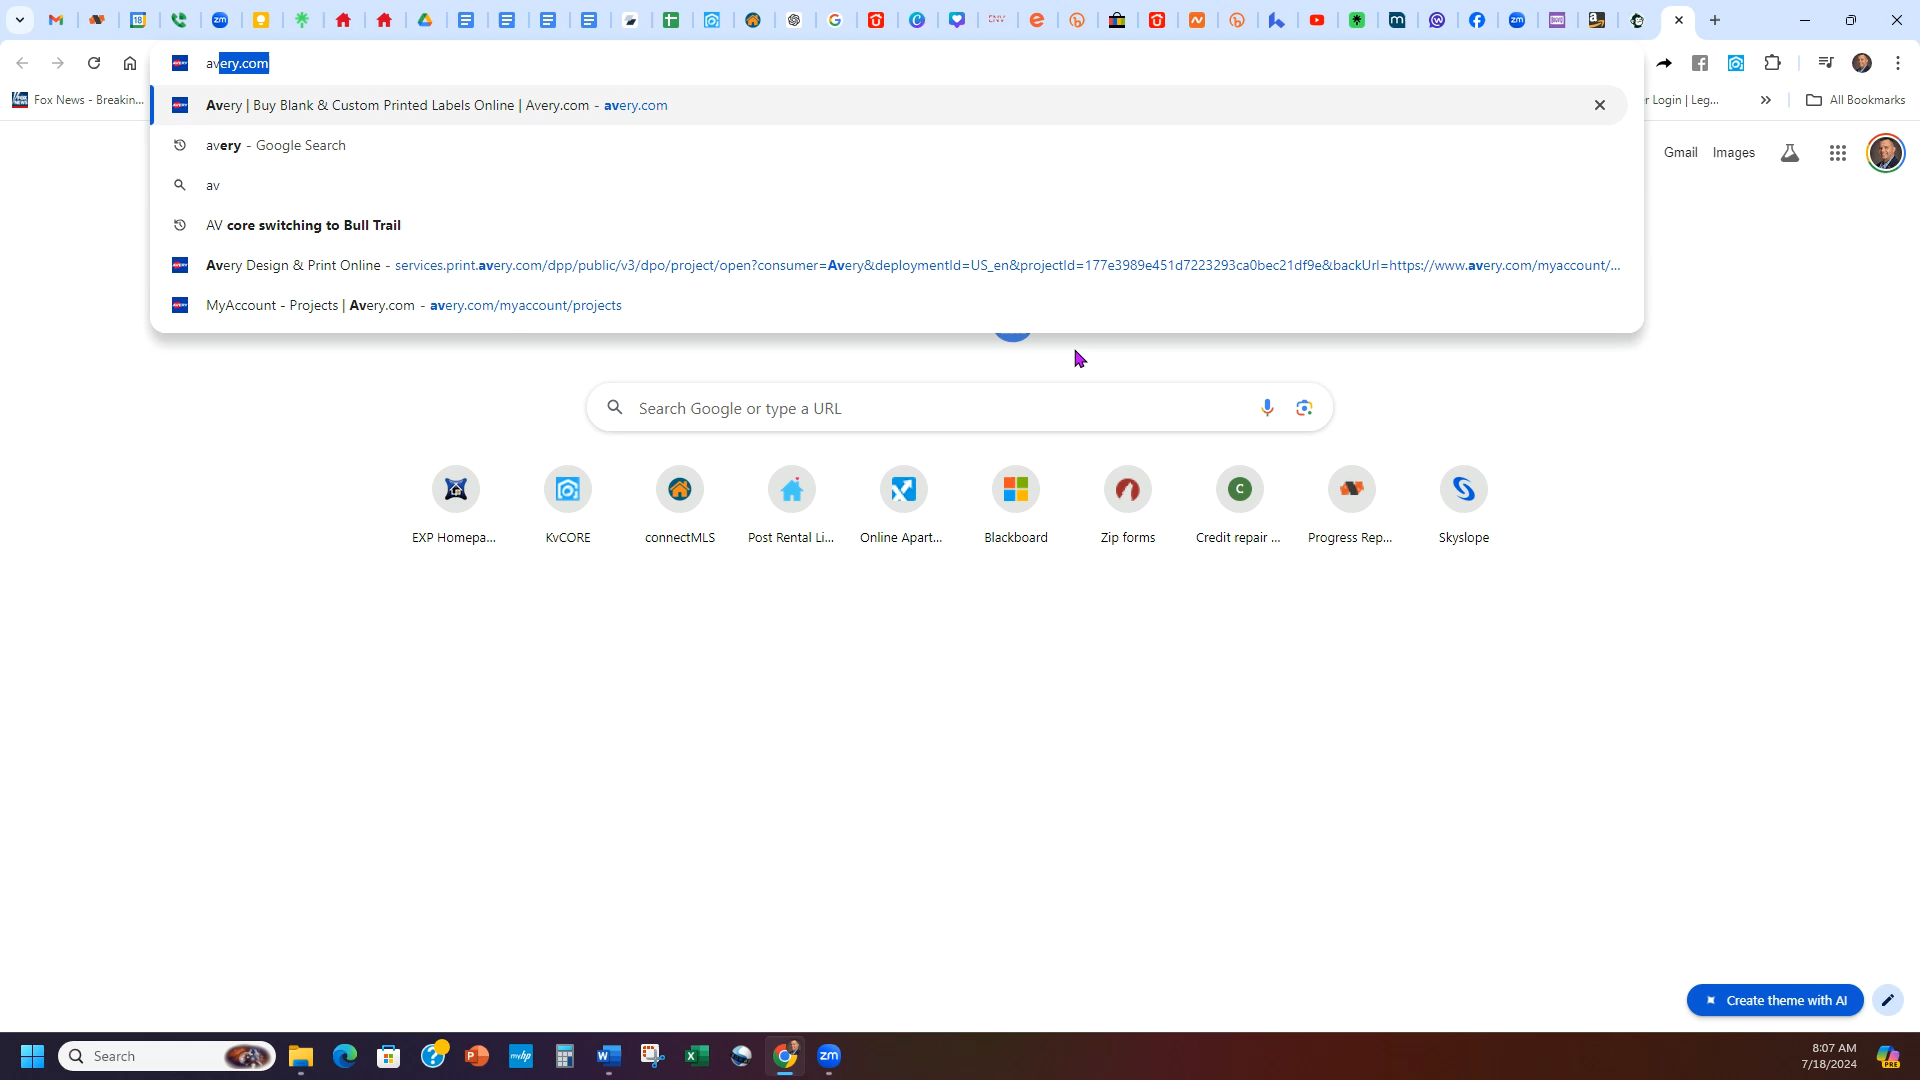 avery.com
Fox News - Breakin...
Avery | Buy Blank & Custom Printed Labels Online | Avery.com - avery.com
r Login | Leg...
All Bookmarks
avery - Google Search
Gmail Images
av
AV core switching to Bull Trail
Avery Design & Print Online - services.print.avery.com/dpp/public/v3/dpo/project/open?consumer=Avery&deploymentId=US_en&projectId=177e3989e451d7223293ca0bec21df9e&backUrl=https://www.avery.com/myaccount/...
MyAccount - Projects | Avery.com - avery.com/myaccount/projects
Search Google or type a URL
EXP Homepa... KvCORE connectMLS Post Rental Li... Online Apart... Blackboard Zip forms Credit repair ... Progress Rep... Skyslope
Create theme with AI
Search
8:07 AM
7/18/2024